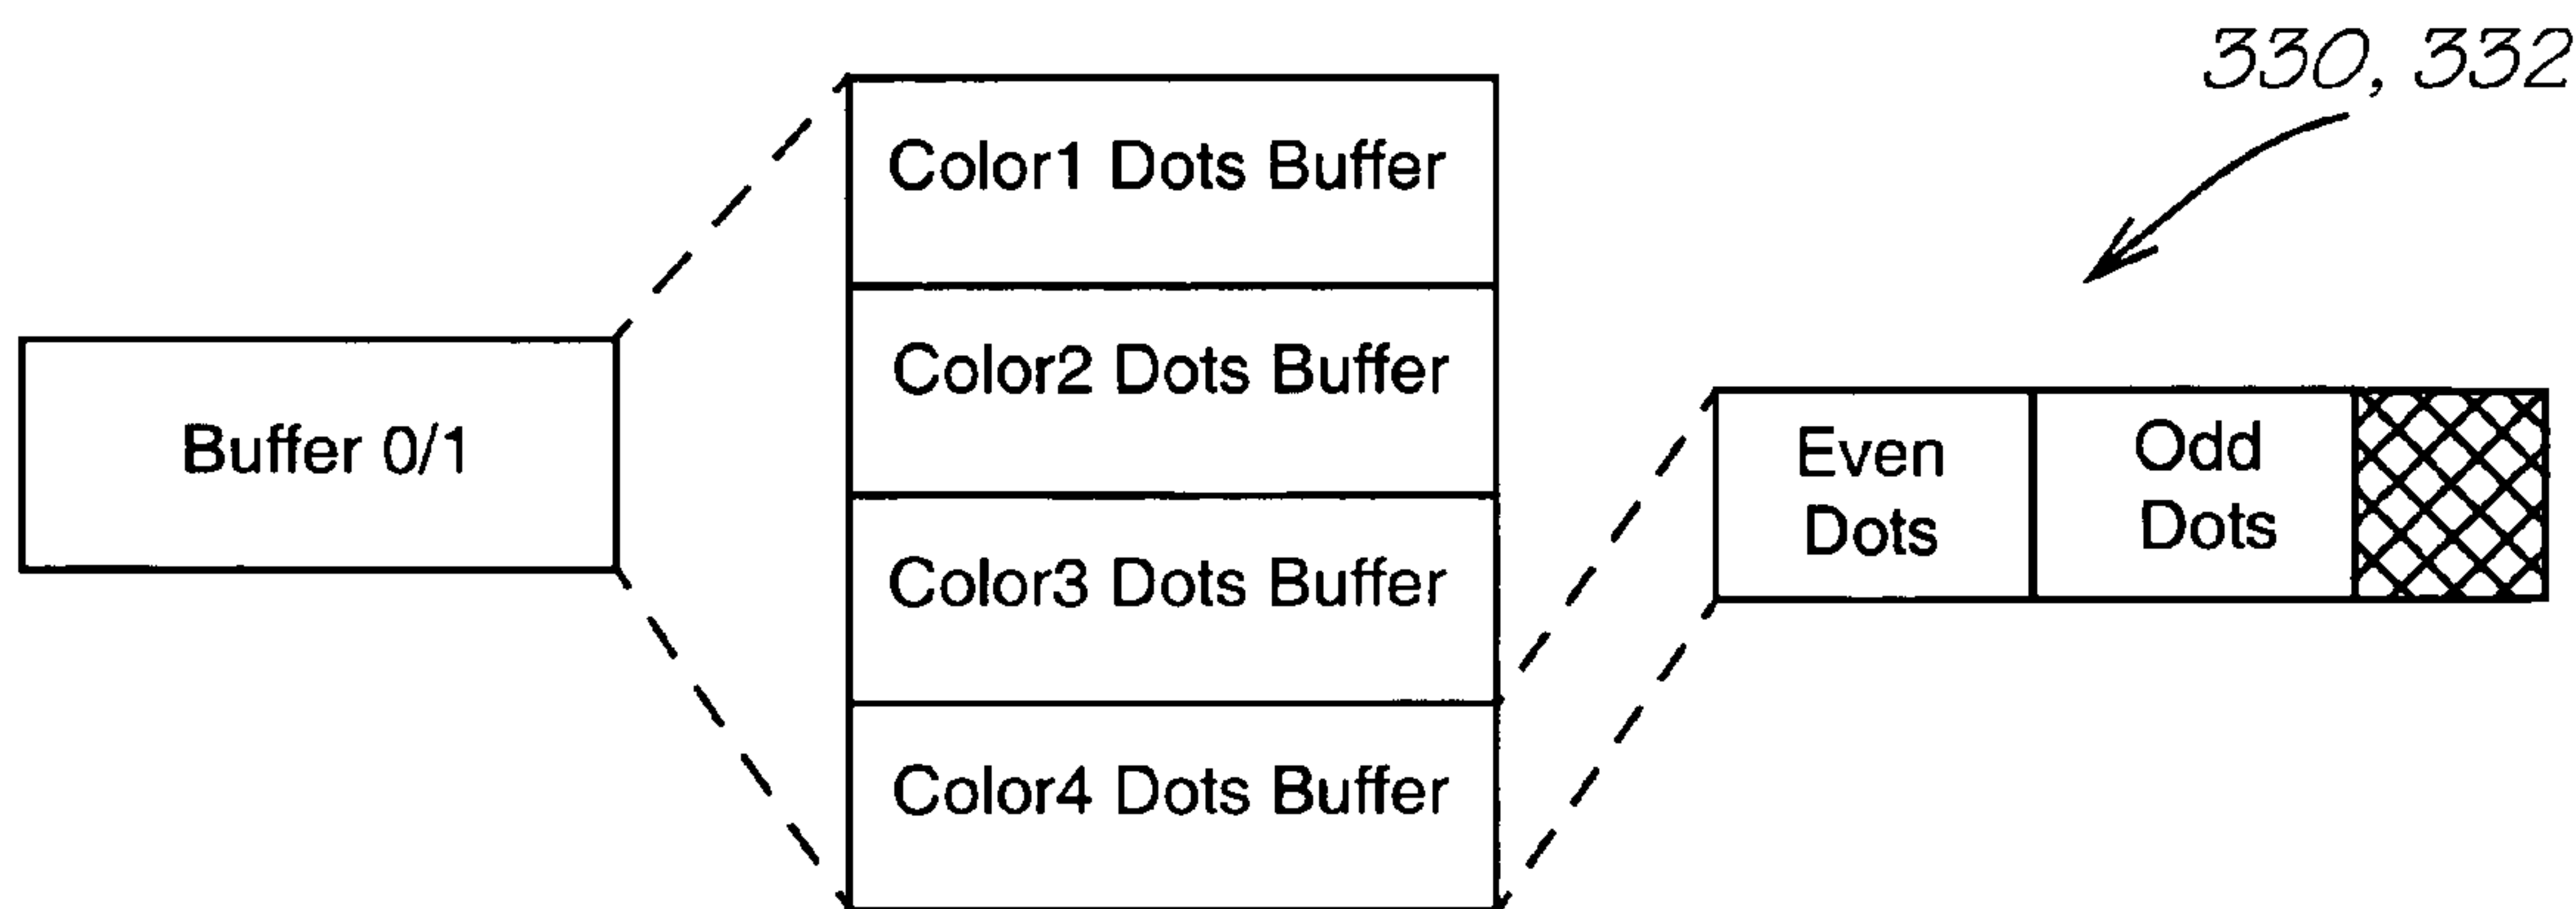 330, 332
Color1 Dots Buffer
Color2 Dots Buffer
Buffer 0/1
Even
Dots
Odd
Dots
Color3 Dots Buffer
Color4 Dots Buffer